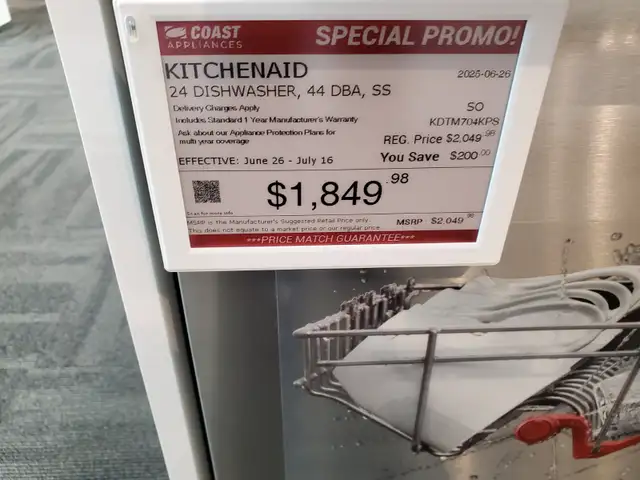 COAST
APPLIANCES
SPECIAL PROMO!
KITCHENAID
2025-06-26
24 DISHWASHER, 44 DBA, SS
Delivery Charges Apply
SO
Includes Standard 1 Year Manufacturer's Warranty
KDTM704KPS
Ask about our Appliance Protection Plans for
multi year coverage
REG. Price $2,049.98
You Save $200.00
EFFECTIVE: June 26 - July 16
$1,849.98
Scan for more info
MSRP is the Manufacturer's Suggested Retail Price only.
This does not equate to a market price or our regular price
MSRP $2,049.98
***PRICE MATCH GUARANTEE***